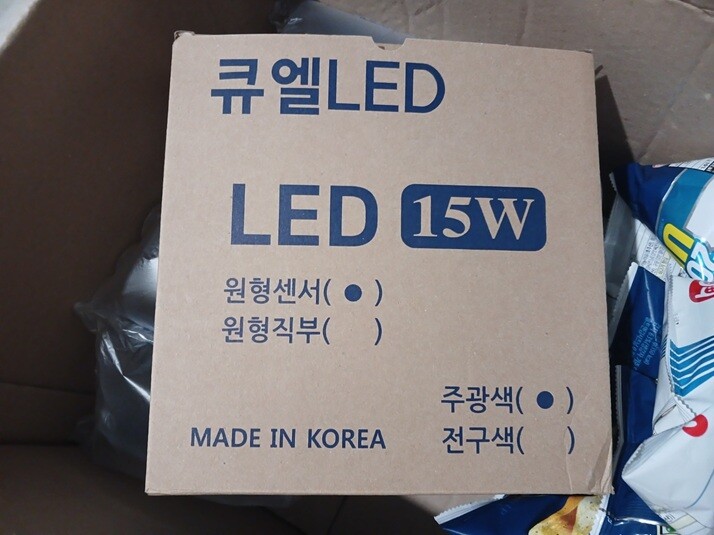 큐엘LED
LED 15W
원형센서( ● )
원형직부( )
주광색( ● )
MADE IN KOREA 전구색( )